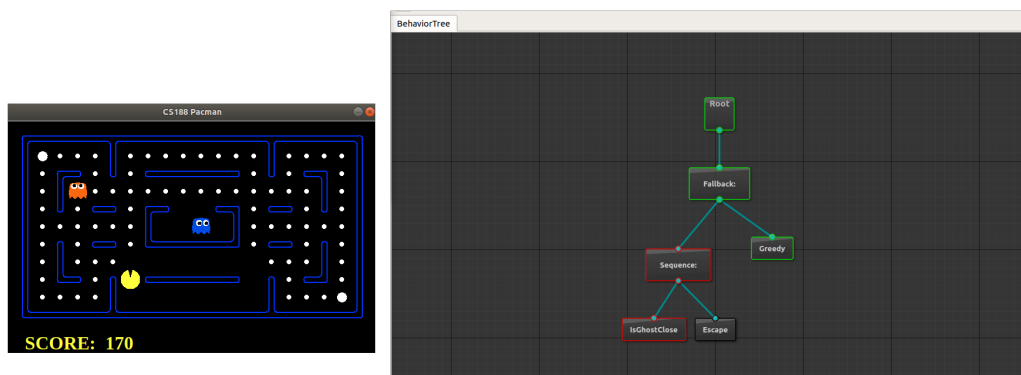 CS188 Pacman
SCORE: 170
BehaviorTree
Root
Fallback:
Greedy
Sequence:
IsGhostClose
Escape